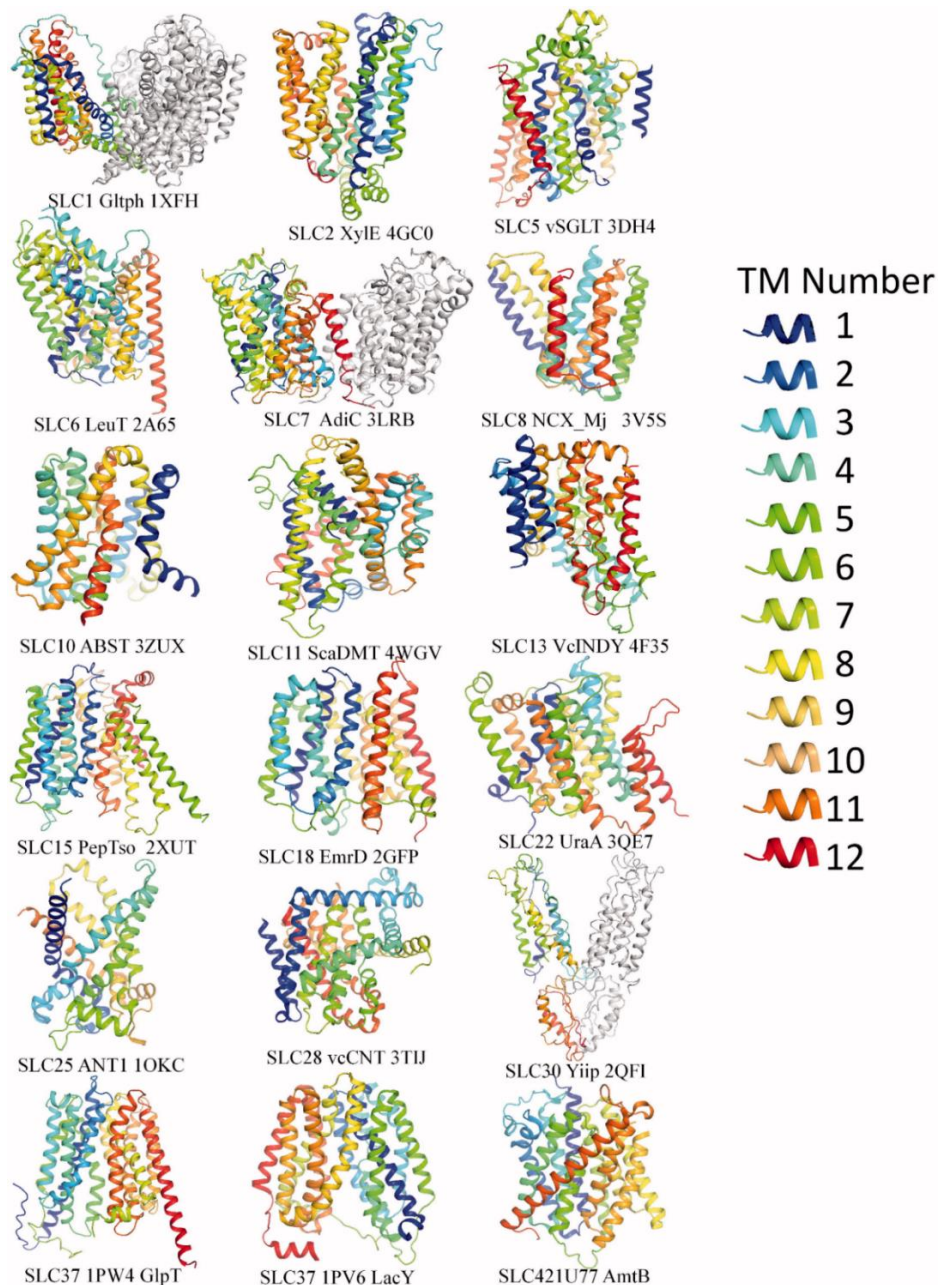 SLC1 Gltph 1XFH
SLC2 XylE 4GC0
SLC5 vSGLT 3DH4
SLC6 LeuT 2A65
SLC7 AdiC 3LRB
SLC8 NCX_Mj 3V5S
SLC10 ABST 3ZUX
SLC11 ScaDMT 4WGV
SLC13 VcINDY 4F35
SLC15 PepTso 2XUT
SLC18 EmrD 2GFP
SLC22 UraA 3QE7
SLC25 ANT1 1OKC
SLC28 vcCNT 3TIJ
SLC30 Yiip 2QFI
SLC37 1PW4 GlpT
SLC37 1PV6 LacY
SLC421U77 AmtB
TM Number
1
2
3
4
5
6
7
8
9
10
11
12